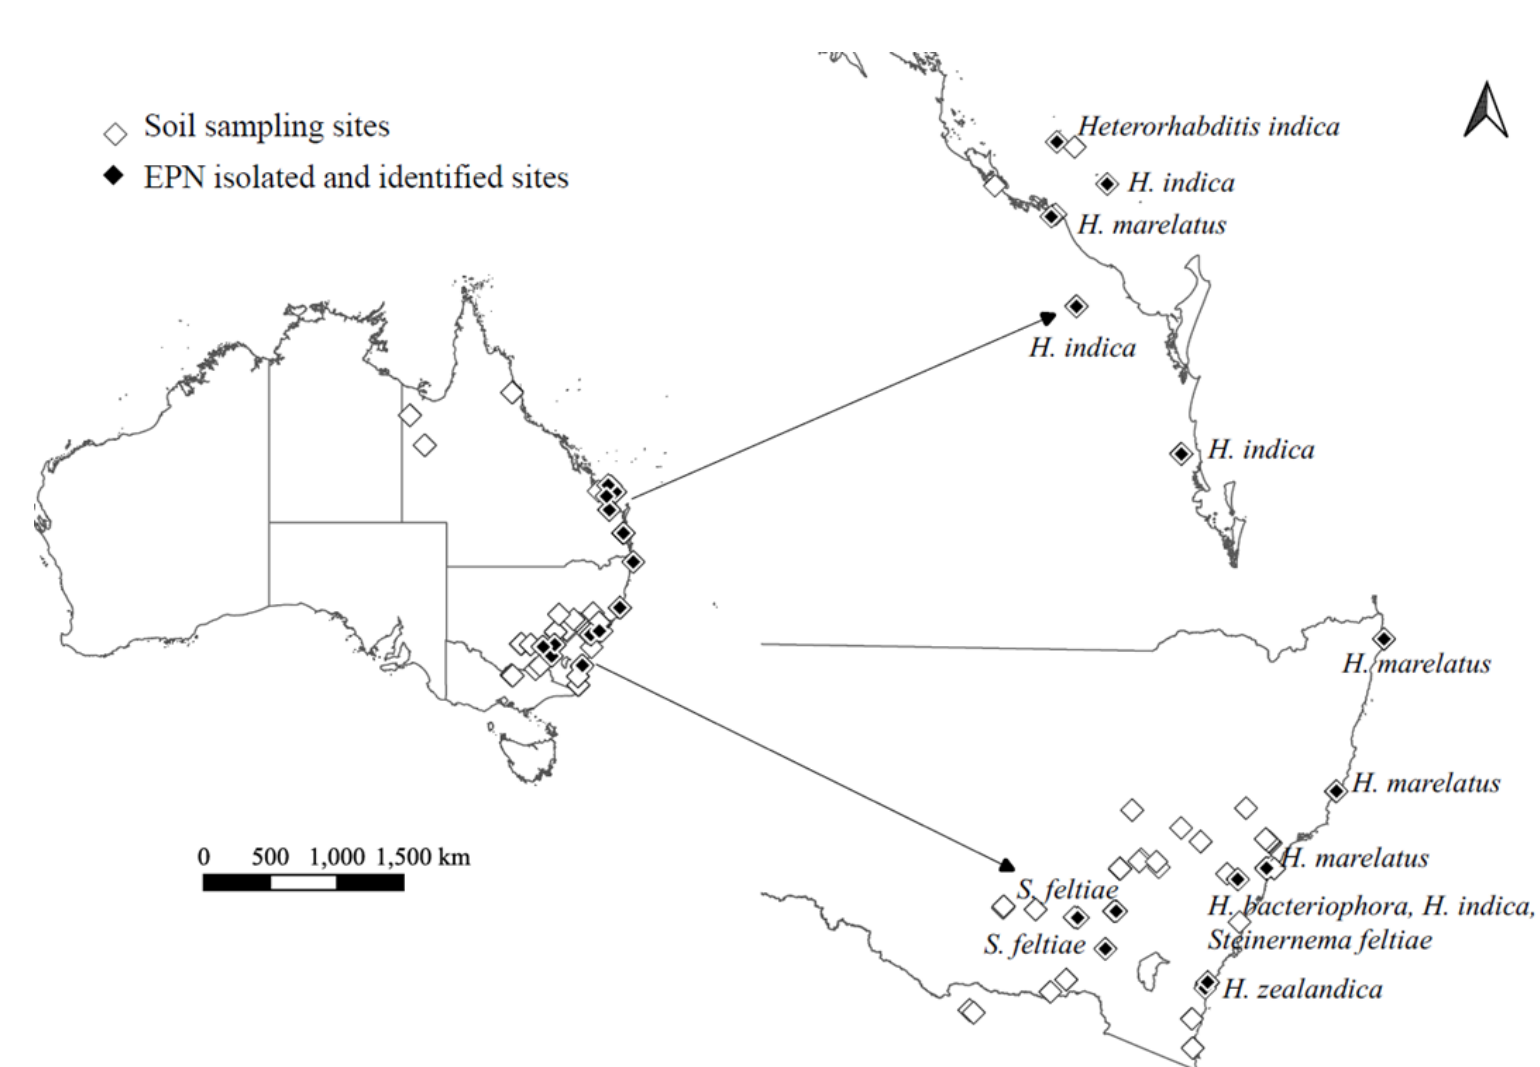 Soil sampling sites
EPN isolated and identified sites
Heterorhabditis indica
H. indica
H. marelatus
H. indica
H. indica
H. marelatus
H. marelatus
H. marelatus
S. feltiae
H. bacteriophora, H. indica,
Steinernema feltiae
S. feltiae
H. zealandica
0 500 1,000 1,500 km